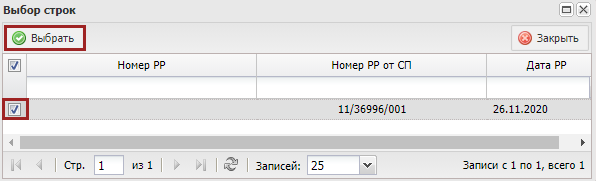 Выбор строк
Выбрать Закрыть
Номер РР Номер РР от СП Дата РР
11/36996/001 26.11.2020
Стр. 1 из 1 Записей: 25 Записи с 1 по 1, всего 1